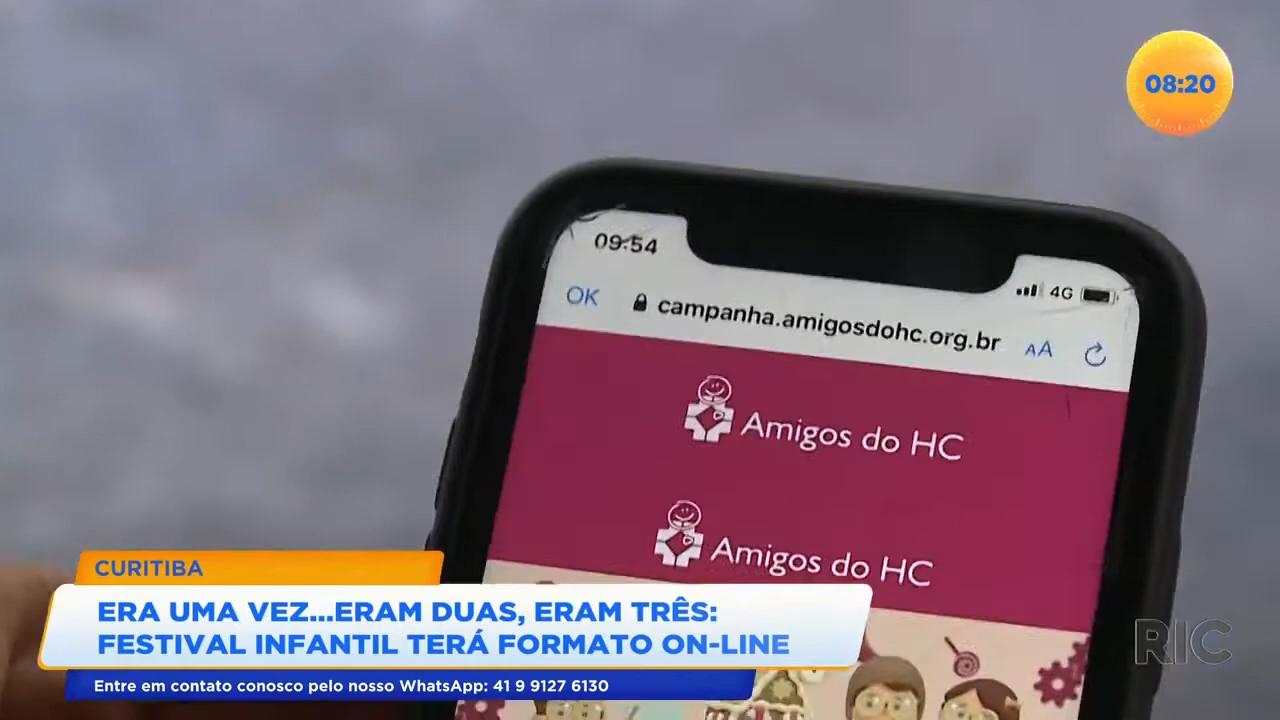 08:20
09:54
4G
OK
campanha.amigosdohc.org.br
AA
Amigos do HC
Amigos do HC
CURITIBA
ERA UMA VEZ...ERAM DUAS, ERAM TRÊS:
FESTIVAL INFANTIL TERÁ FORMATO ON-LINE
RIC
Entre em contato conosco pelo nosso WhatsApp: 41 9 9127 6130